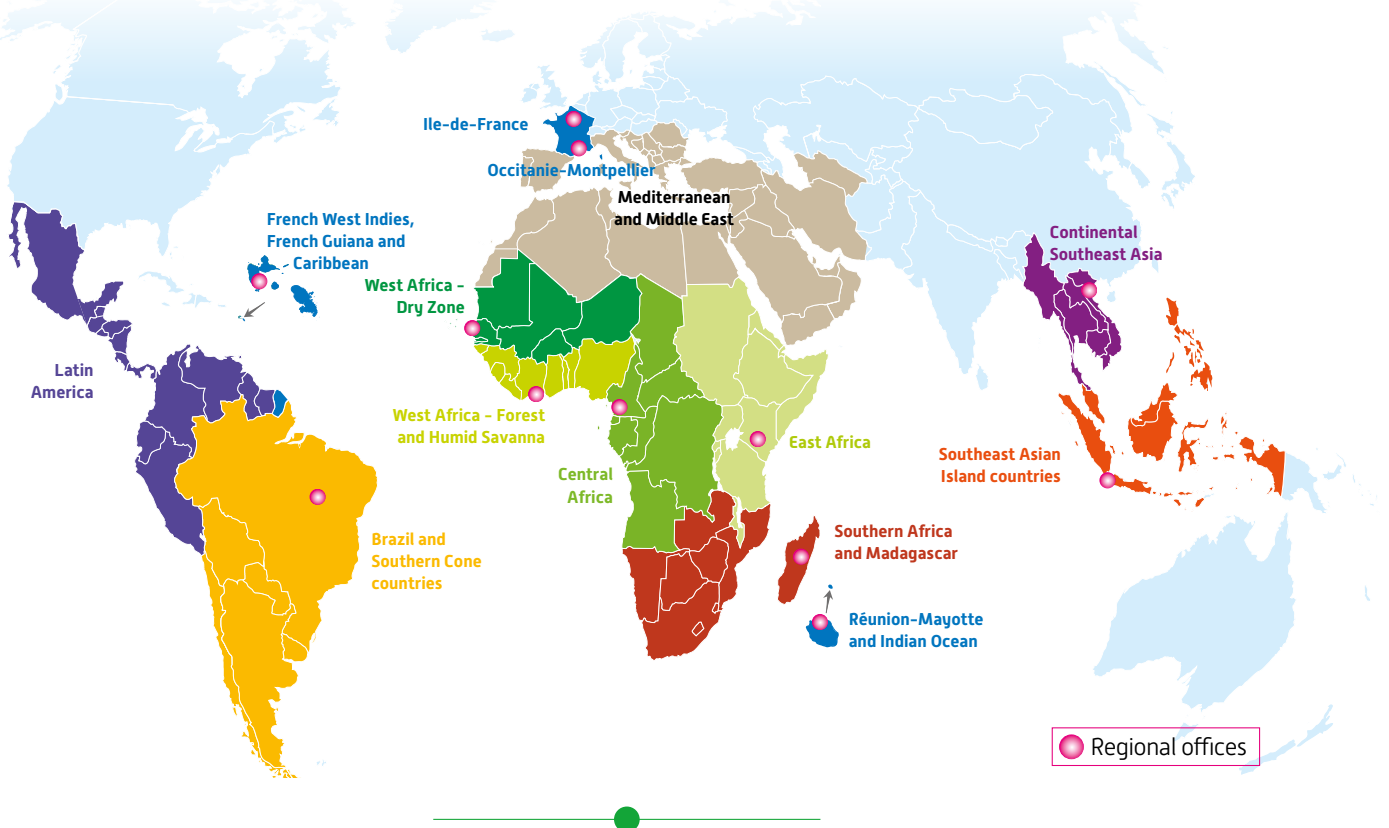 Ile-de-France
Occitanie-Montpellier
Mediterranean
and Middle East
French West Indies,
French Guiana and
Caribbean
Continental
Southeast Asia
West Africa -
Dry Zone
Latin
America
West Africa - Forest
and Humid Savanna
East Africa
Southeast Asian
Island countries
Central
Africa
Brazil and
Southern Cone
countries
Southern Africa
and Madagascar
Réunion-Mayotte
and Indian Ocean
Regional offices